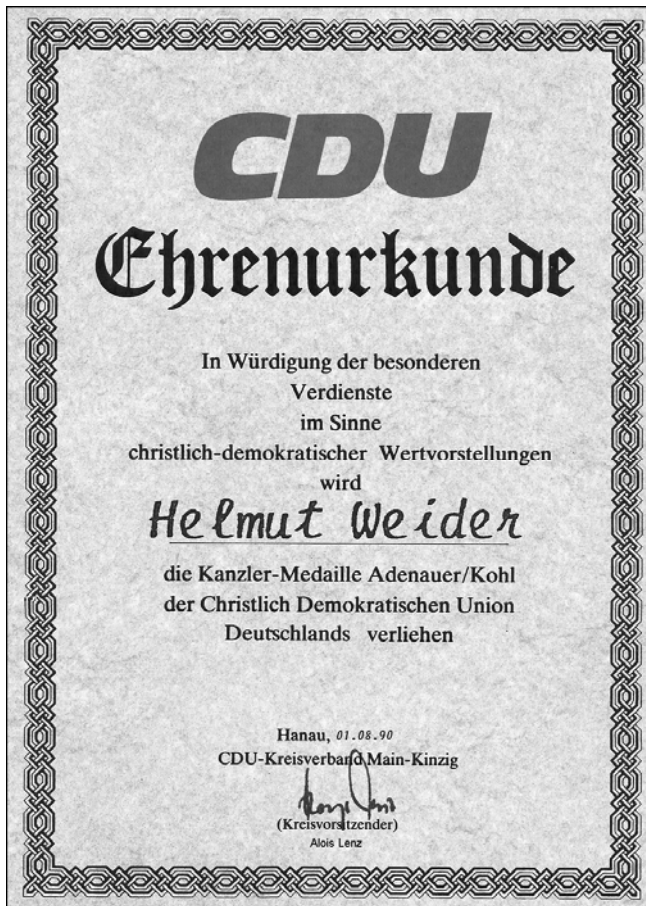 CDU
Ehrenurkunde
In Würdigung der besonderen
Verdienste
im Sinne
christlich-demokratischer Wertvorstellungen
wird
Helmut Weider
die Kanzler-Medaille Adenauer/Kohl
der Christlich Demokratischen Union
Deutschlands verliehen
Hanau, 01.08.90
CDU-Kreisverband Main-Kinzig
(Kreisvorsitzender)
Alois Lenz